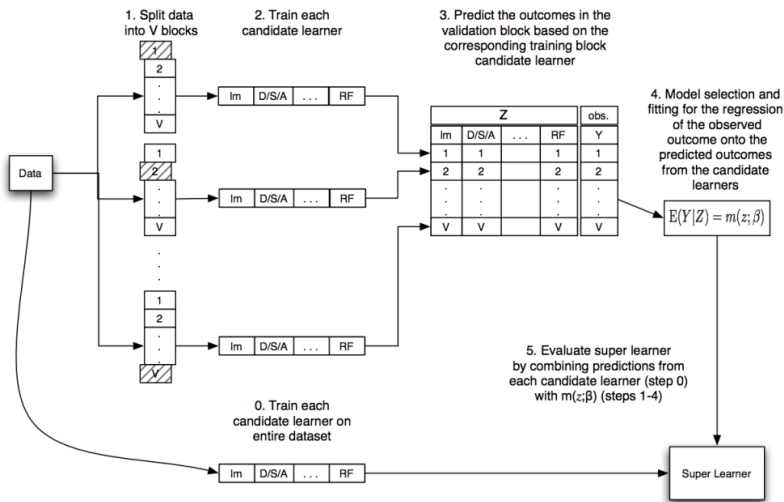 1. Split data
into V blocks
2. Train each
candidate learner
3. Predict the outcomes in the
validation block based on the
corresponding training block
candidate learner
4. Model selection and
fitting for the regression
of the observed
outcome onto the
predicted outcomes
from the candidate
learners
Data
1
2
.
.
.
V
lm D/S/A . . . RF
1
2
.
.
.
V
lm D/S/A . . . RF
.
.
.
1
2
.
.
.
V
lm D/S/A . . . RF
Z obs.
lm D/S/A . . . RF Y
1 1 1 1
2 2 2 2
. . . .
. . . .
. . . .
V V V V
E(Y|Z) = m(z;β)
5. Evaluate super learner
by combining predictions from
each candidate learner (step 0)
with m(z;β) (steps 1-4)
0. Train each
candidate learner on
entire dataset
lm D/S/A . . . RF
Super Learner